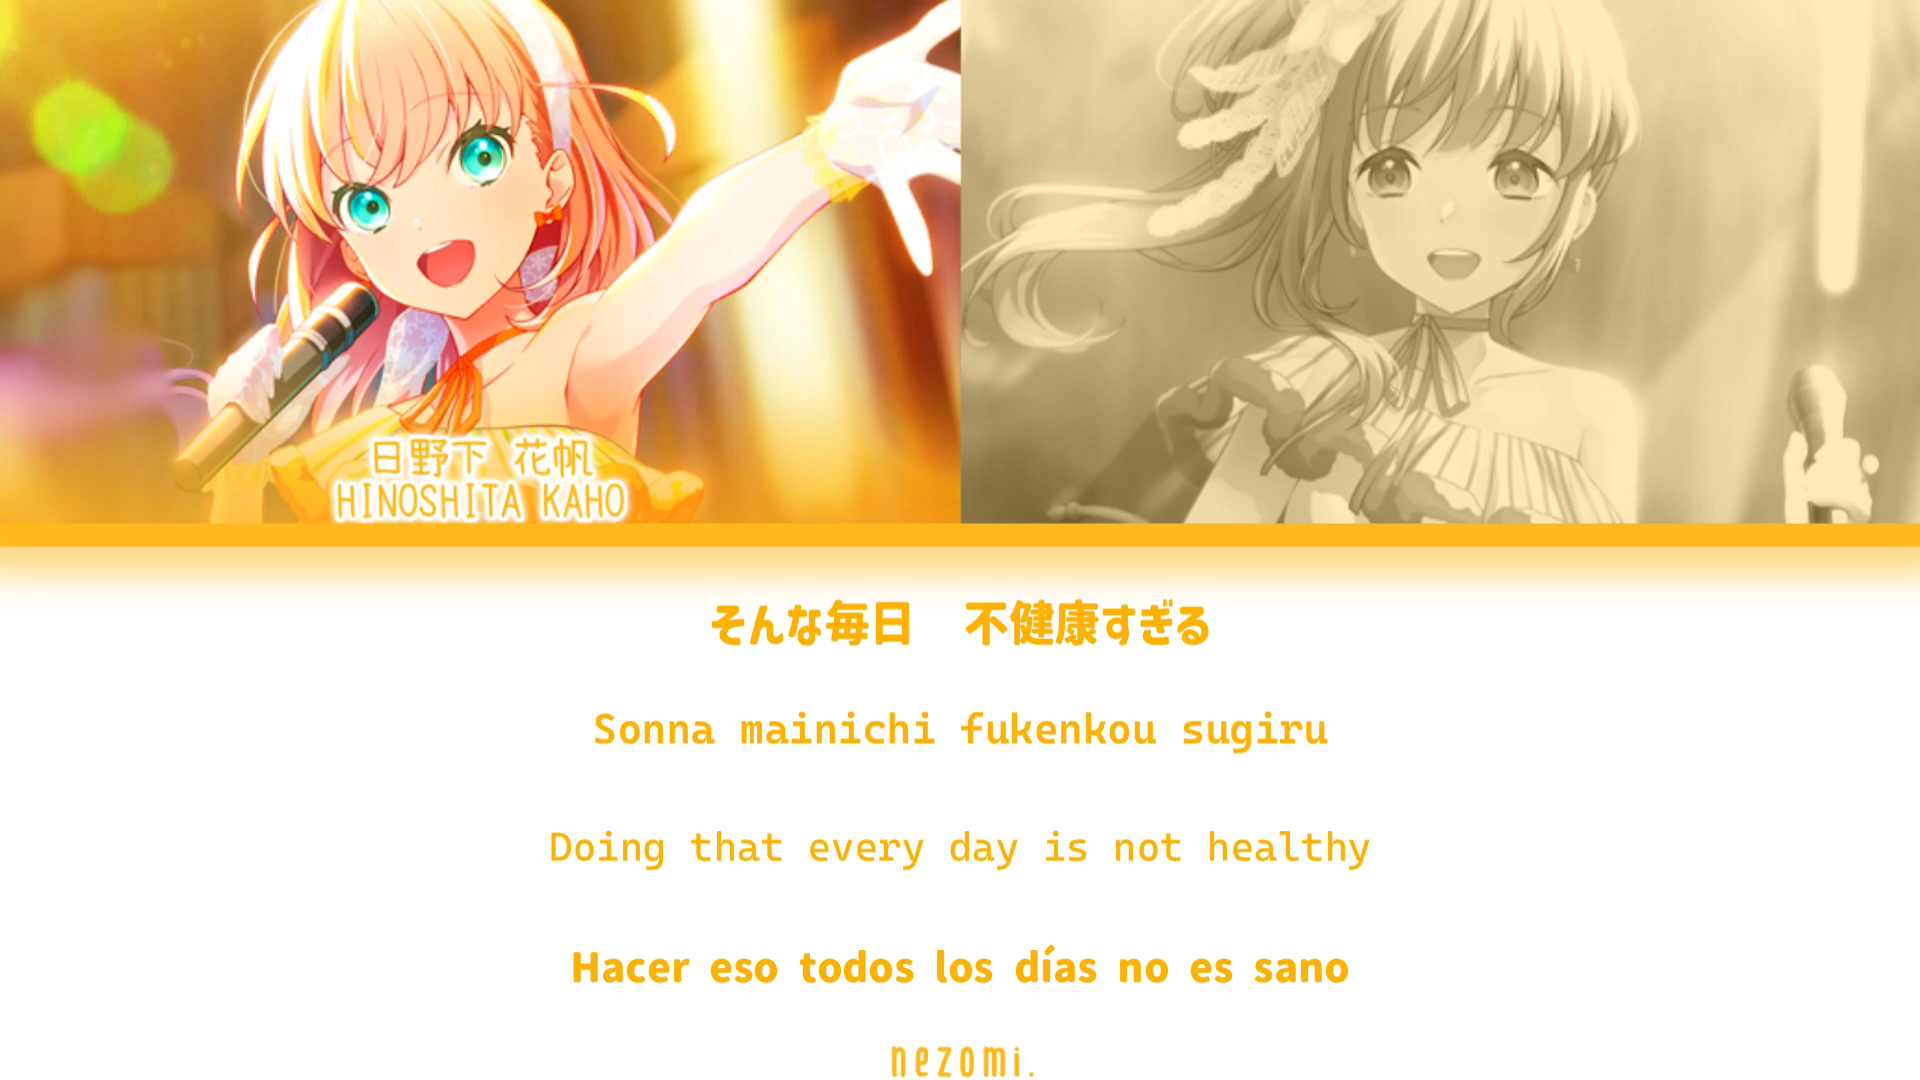 日野下 花帆
HINOSHITA KAHO
そんな毎日　不健康すぎる
Sonna mainichi fukenkou sugiru
Doing that every day is not healthy
Hacer eso todos los días no es sano
nezomi.